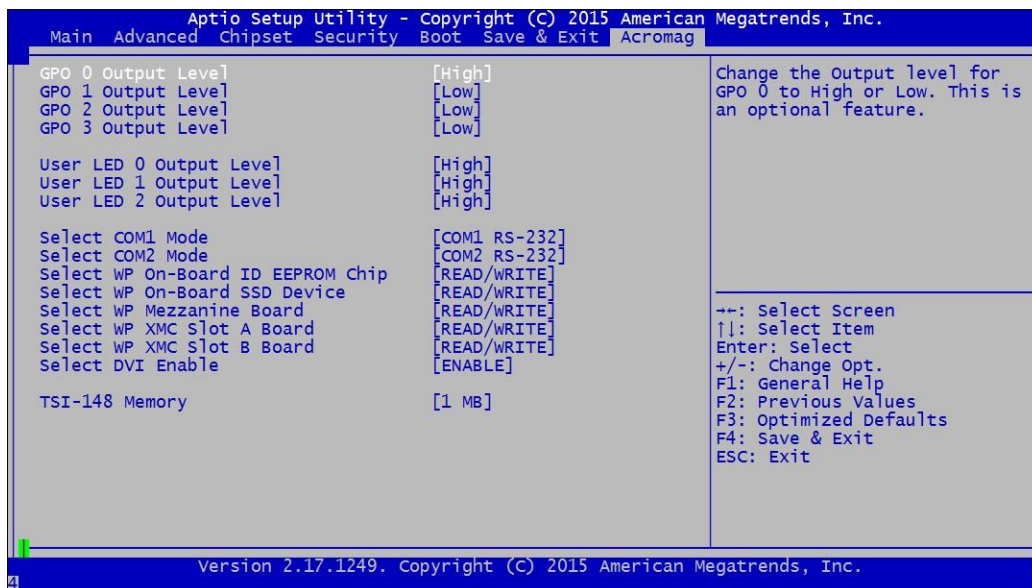 Aptio Setup Utility - Copyright (C) 2015 American Megatrends, Inc.
Main Advanced Chipset Security Boot Save & Exit Acromag
GPO 0 Output Level [High]
GPO 1 Output Level [Low]
GPO 2 Output Level [Low]
GPO 3 Output Level [Low]
User LED 0 Output Level [High]
User LED 1 Output Level [High]
User LED 2 Output Level [High]
Select COM1 Mode [COM1 RS-232]
Select COM2 Mode [COM2 RS-232]
Select WP On-Board ID EEPROM Chip [READ/WRITE]
Select WP On-Board SSD Device [READ/WRITE]
Select WP Mezzanine Board [READ/WRITE]
Select WP XMC Slot A Board [READ/WRITE]
Select WP XMC Slot B Board [READ/WRITE]
Select DVI Enable [ENABLE]
TSI-148 Memory [1 MB]
Change the Output level for
GPO 0 to High or Low. This is
an optional feature.
→←: Select Screen
↑↓: Select Item
Enter: Select
+/-: Change Opt.
F1: General Help
F2: Previous Values
F3: Optimized Defaults
F4: Save & Exit
ESC: Exit
Version 2.17.1249. Copyright (C) 2015 American Megatrends, Inc.
4